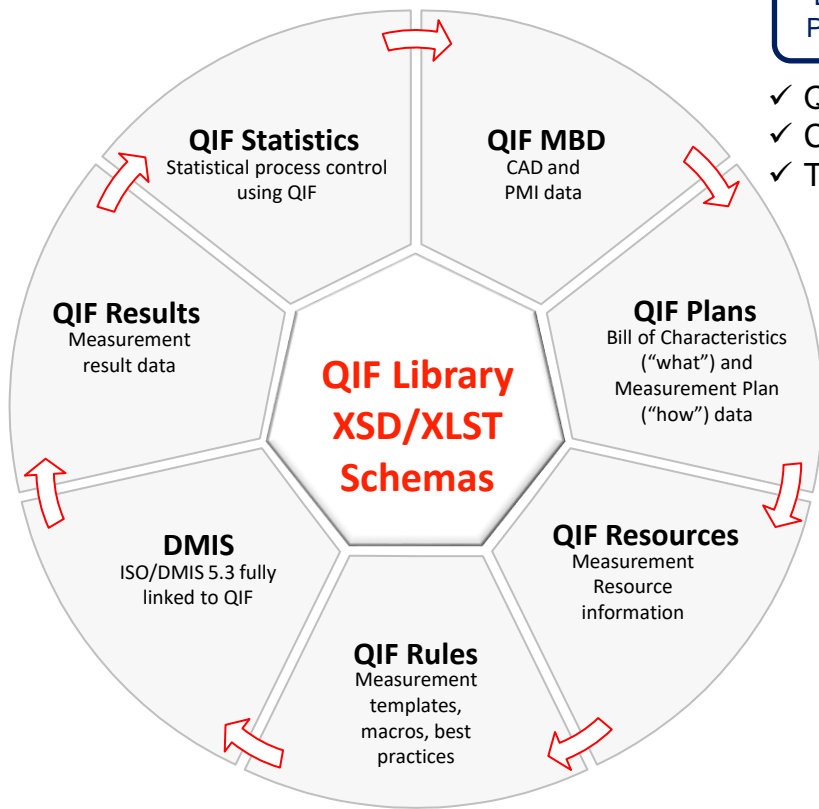 QIF Statistics
Statistical process control
using QIF
QIF MBD
CAD and
PMI data
QIF Plans
Bill of Characteristics
(“what”) and
Measurement Plan
(“how”) data
QIF Resources
Measurement
Resource
information
QIF Rules
Measurement
templates,
macros, best
practices
DMIS
ISO/DMIS 5.3 fully
linked to QIF
QIF Results
Measurement
result data
QIF Library
XSD/XLST
Schemas